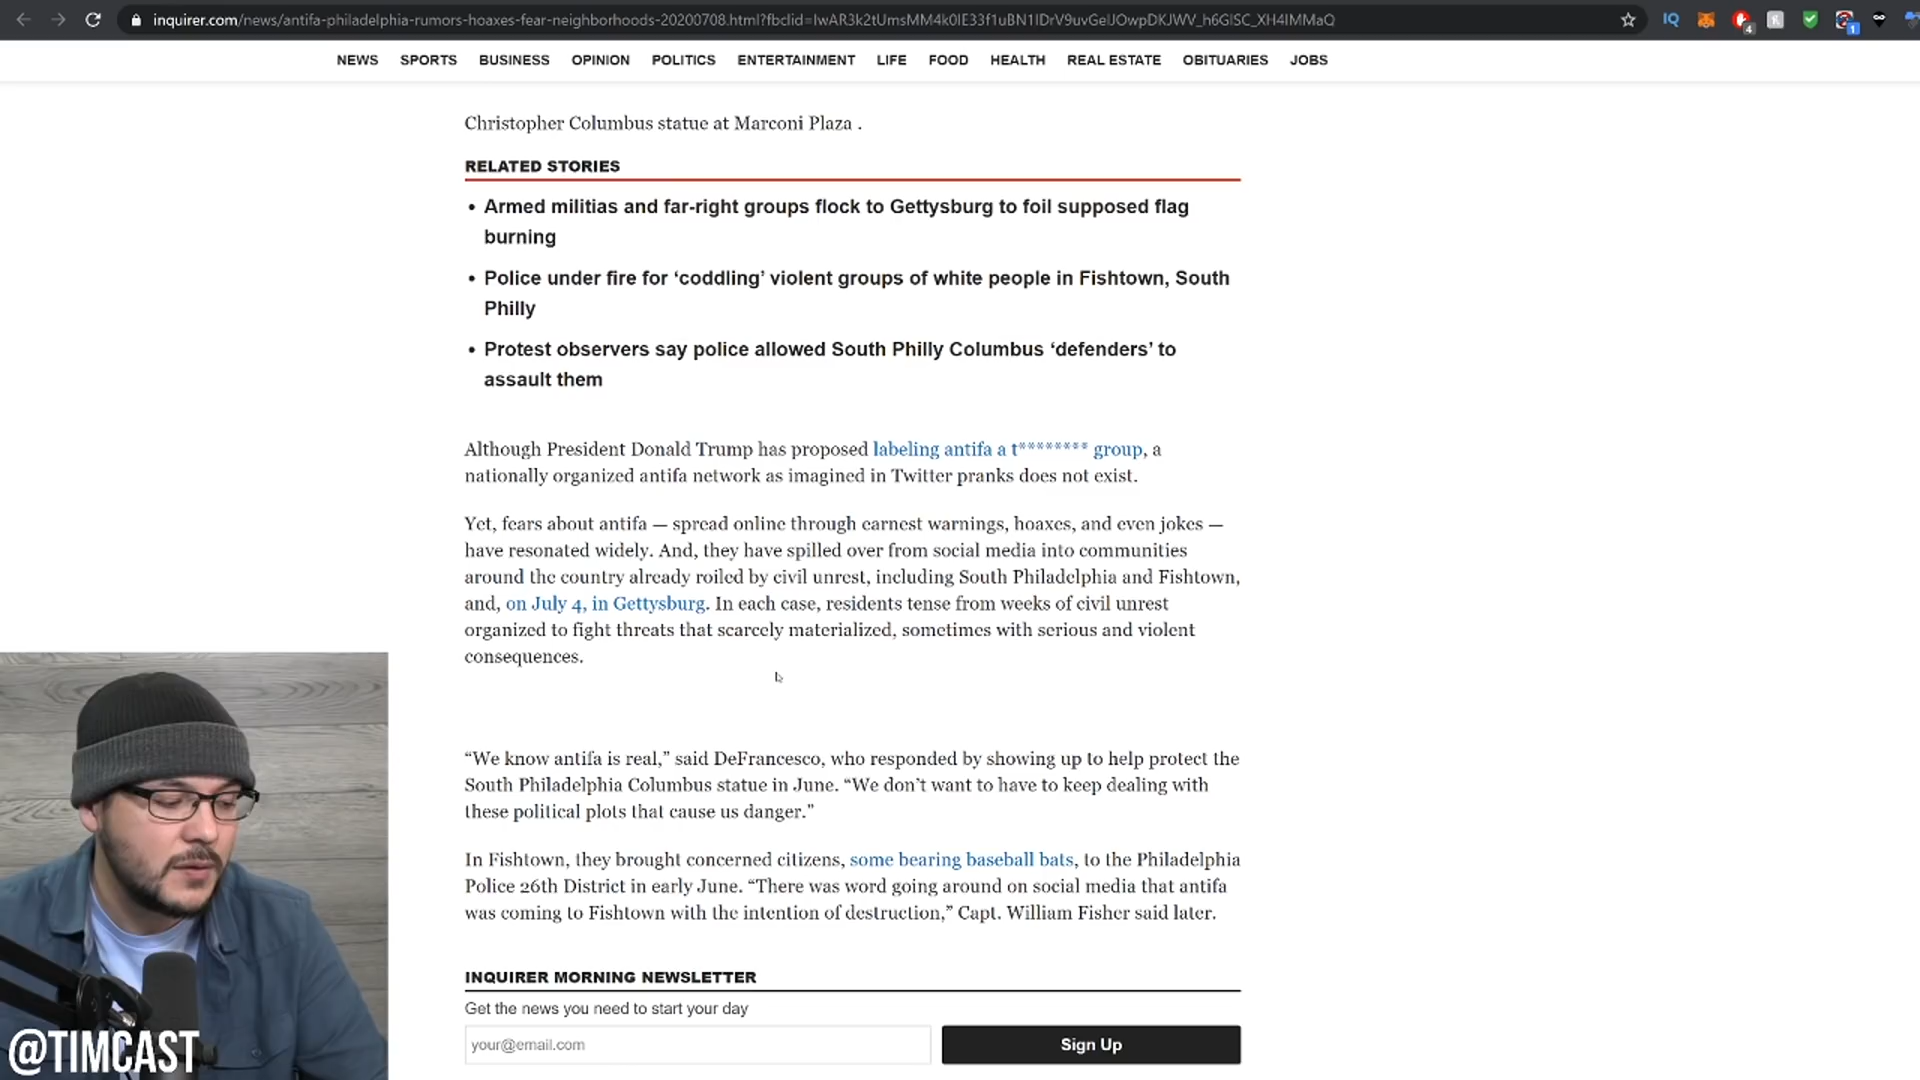 inquirer.com/news/antifa-philadelphia-rumors-hoaxes-fear-neighborhoods-20200708.html?fbclid=IwAR3k2tUmsMM4k0lE33f1uBN1IDrV9uvGelJOwpDKJWV_h6GlSC_XH4IMMaQ
IQ 4 1
NEWS SPORTS BUSINESS OPINION POLITICS ENTERTAINMENT LIFE FOOD HEALTH REAL ESTATE OBITUARIES JOBS
Christopher Columbus statue at Marconi Plaza .
RELATED STORIES
• Armed militias and far-right groups flock to Gettysburg to foil supposed flag
burning
• Police under fire for ‘coddling’ violent groups of white people in Fishtown, South
Philly
• Protest observers say police allowed South Philly Columbus ‘defenders’ to
assault them
Although President Donald Trump has proposed labeling antifa a t******** group, a
nationally organized antifa network as imagined in Twitter pranks does not exist.
Yet, fears about antifa — spread online through earnest warnings, hoaxes, and even jokes —
have resonated widely. And, they have spilled over from social media into communities
around the country already roiled by civil unrest, including South Philadelphia and Fishtown,
and, on July 4, in Gettysburg. In each case, residents tense from weeks of civil unrest
organized to fight threats that scarcely materialized, sometimes with serious and violent
consequences.
“We know antifa is real,” said DeFrancesco, who responded by showing up to help protect the
South Philadelphia Columbus statue in June. “We don’t want to have to keep dealing with
these political plots that cause us danger.”
In Fishtown, they brought concerned citizens, some bearing baseball bats, to the Philadelphia
Police 26th District in early June. “There was word going around on social media that antifa
was coming to Fishtown with the intention of destruction,” Capt. William Fisher said later.
INQUIRER MORNING NEWSLETTER
Get the news you need to start your day
your@email.com
Sign Up
@TIMCAST